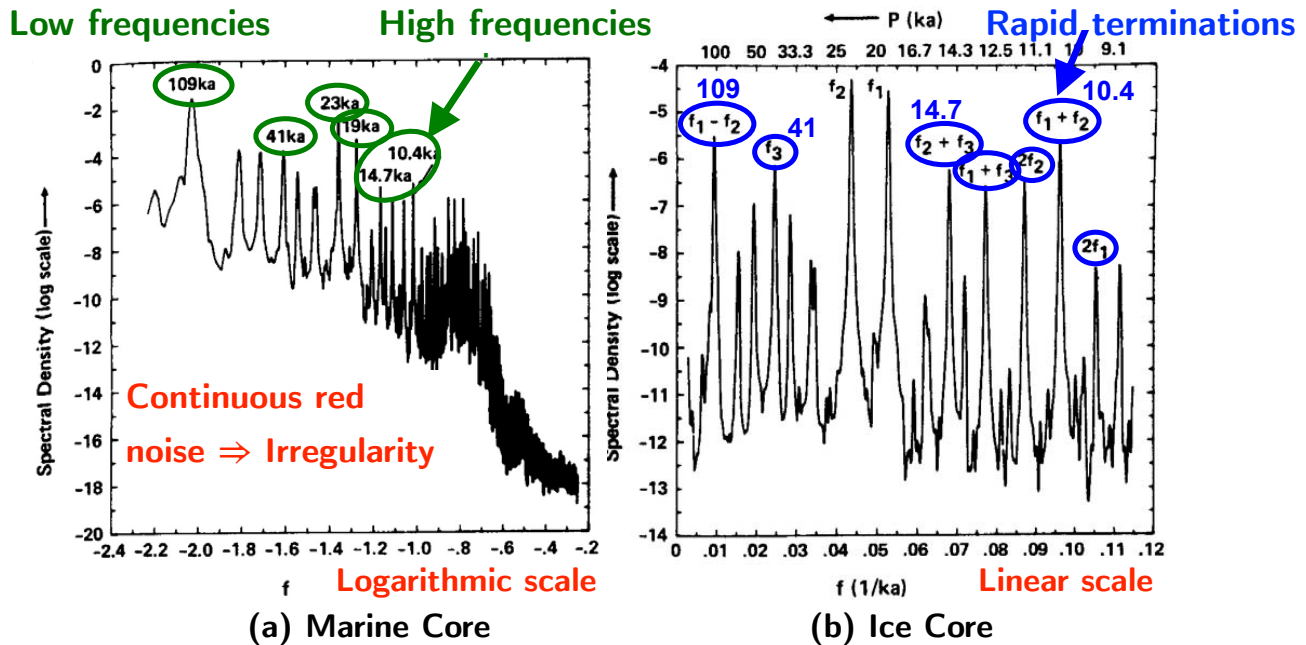 Low frequencies
High frequencies
109ka
41ka
23ka
19ka
14.7ka
10.4ka
Continuous red
noise ⇒ Irregularity
Spectral Density (log scale)
0
-2
-4
-6
-8
-10
-12
-14
-16
-18
-20
-2.4 -2.2 -2.0 -1.8 -1.6 -1.4 -1.2 -1.0 -.8 -.6 -.4 -.2
f
Logarithmic scale
(a) Marine Core
P (ka)
Rapid terminations
100 50 33.3 25 20 16.7 14.3 12.5 11.1 10 9.1
109
f₁ - f₂
41
f₃
f₂ f₁
14.7
f₂ + f₃
f₁ + f₃
2f₂
10.4
f₁ + f₂
2f₁
Spectral Density (log scale)
-4
-5
-6
-7
-8
-9
-10
-11
-12
-13
-14
0 .01 .02 .03 .04 .05 .06 .07 .08 .09 .10 .11 .12
f (1/ka)
Linear scale
(b) Ice Core